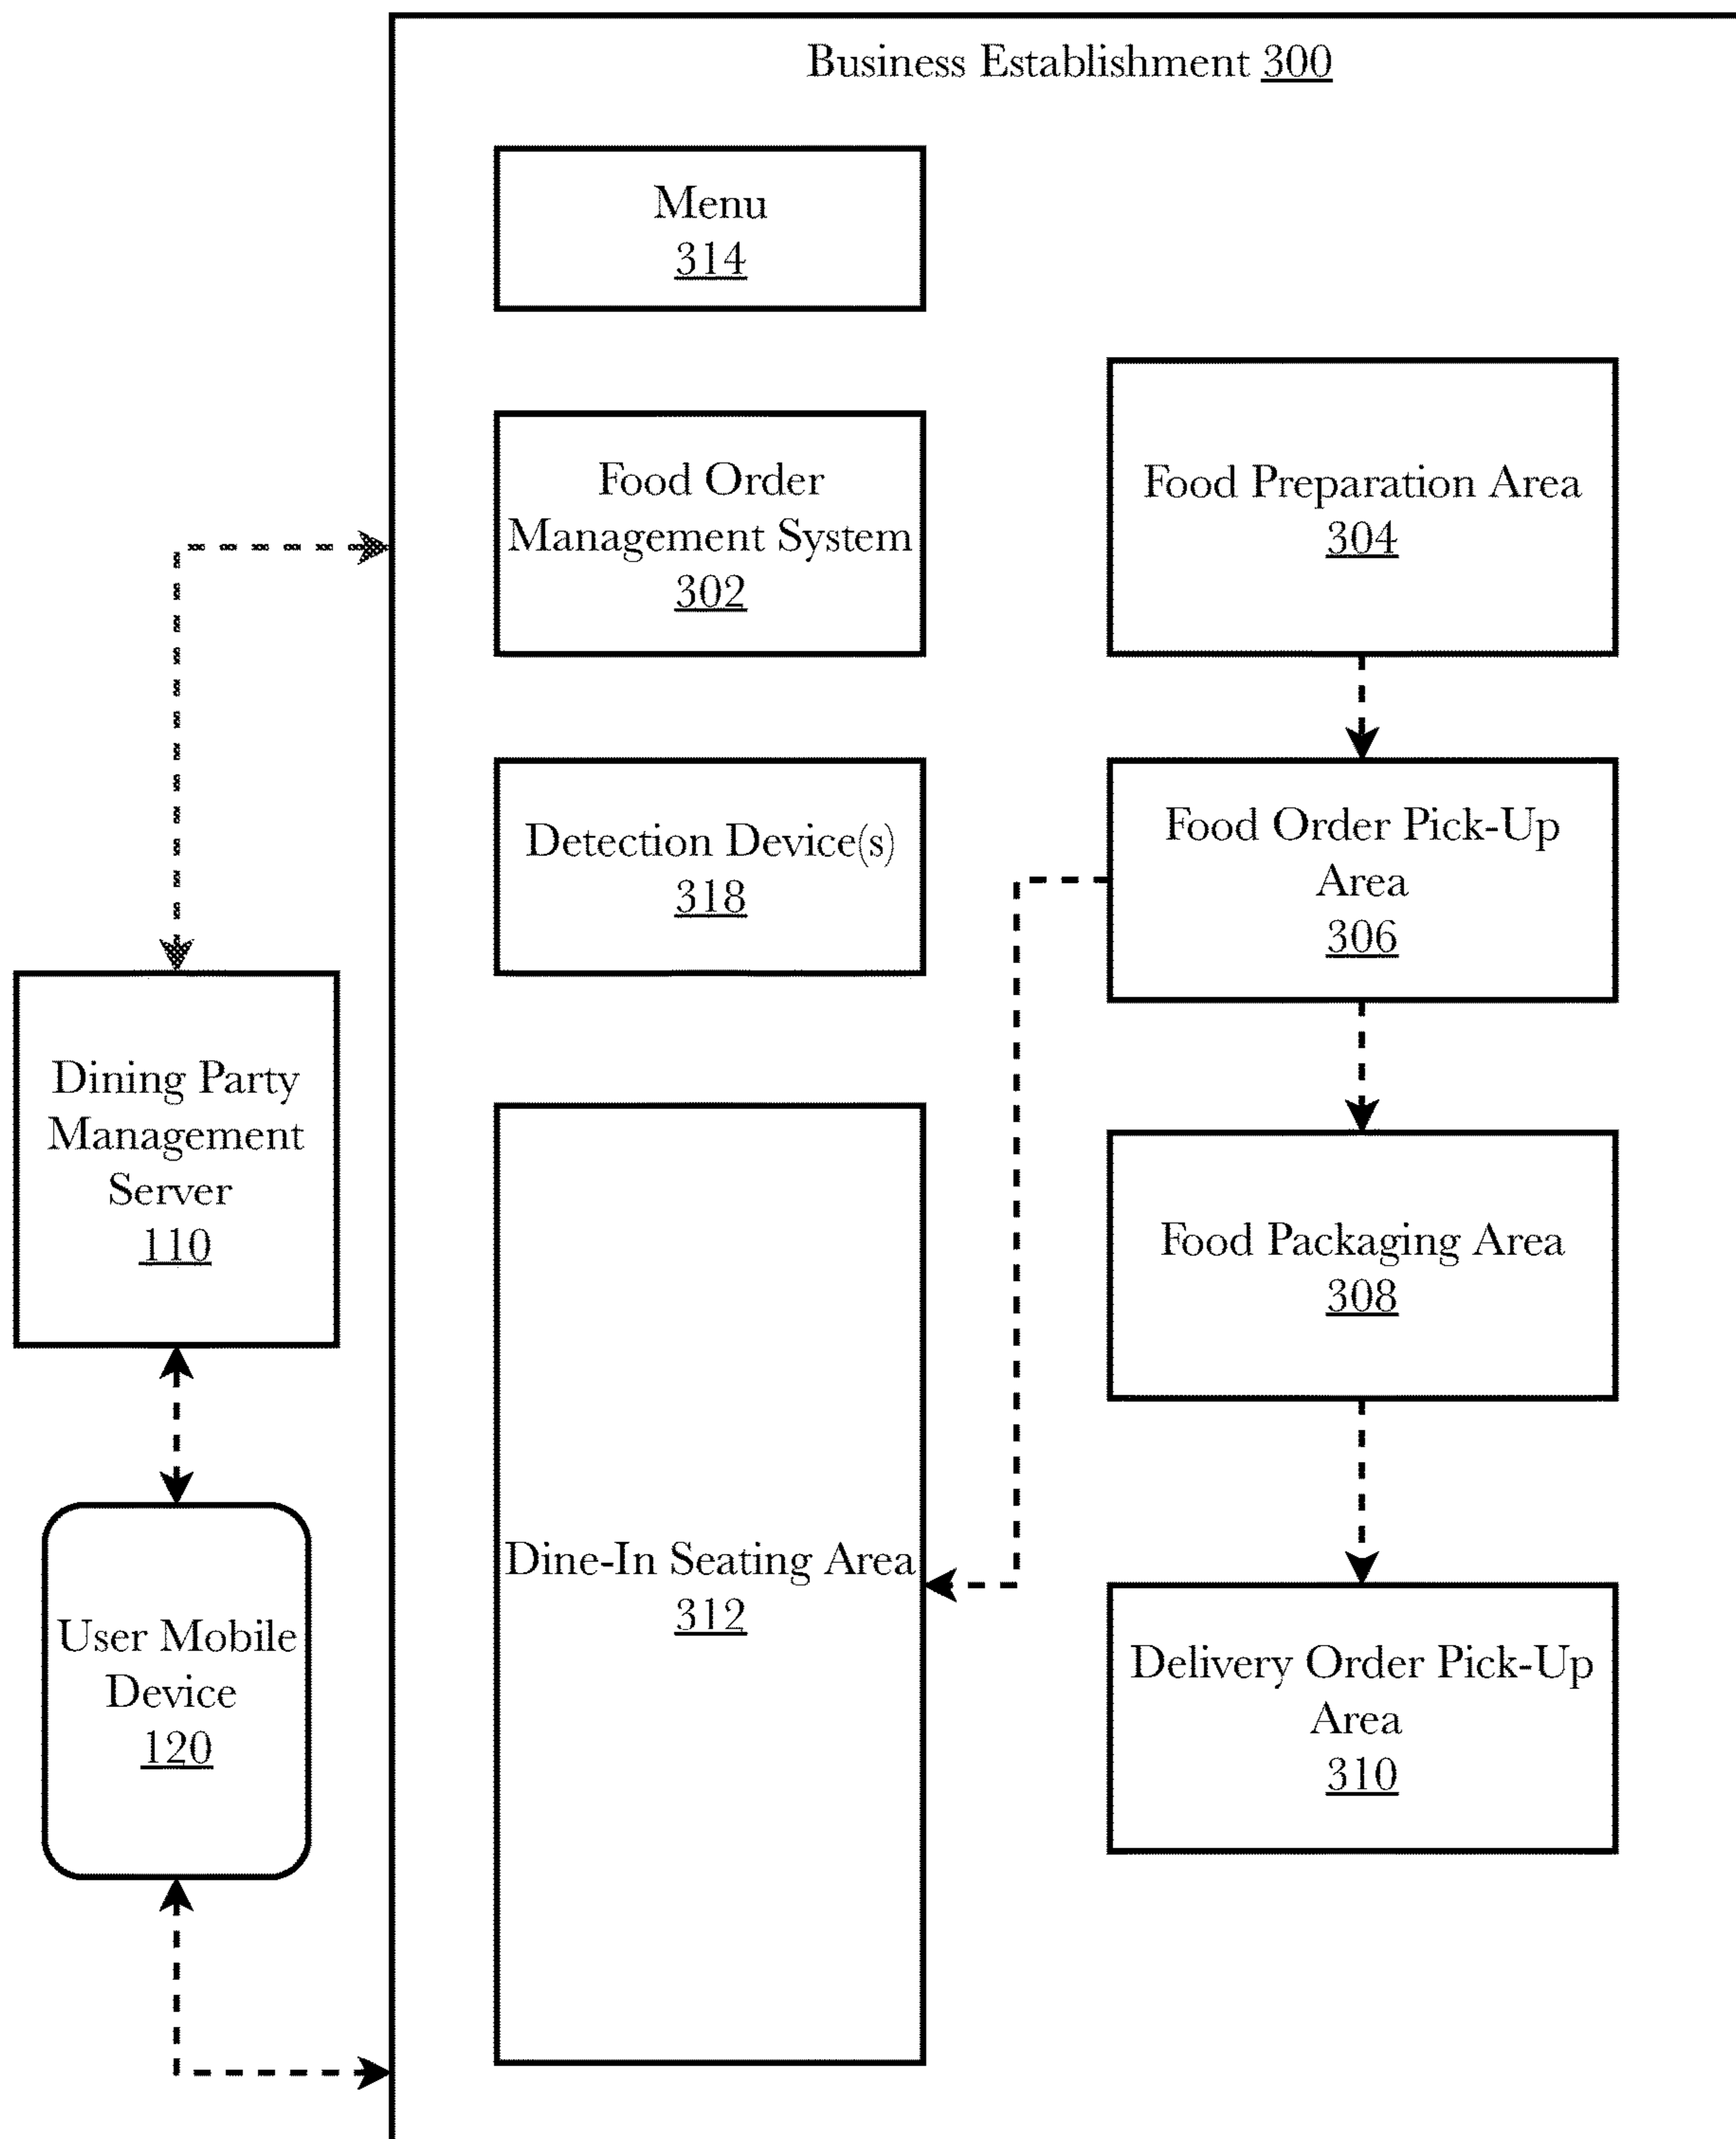 Business Establishment 300
Menu
314
Food Order
Management System
302
Food Preparation Area
304
Detection Device(s)
318
Food Order Pick-Up
Area
306
Dining Party
Management
Server
110
Food Packaging Area
308
Dine-In Seating Area
312
User Mobile
Device
120
Delivery Order Pick-Up
Area
310